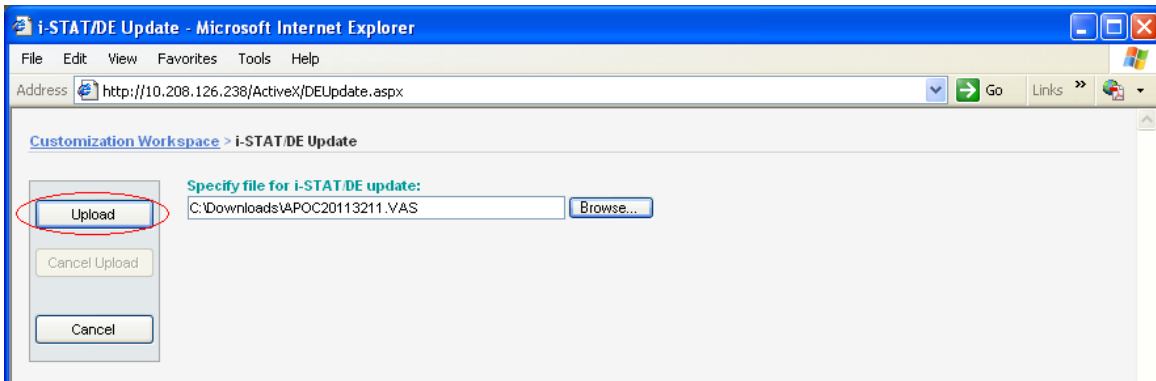 i-STAT/DE Update - Microsoft Internet Explorer
File Edit View Favorites Tools Help
Address http://10.208.126.238/ActiveX/DEUpdate.aspx Go Links »
Customization Workspace > i-STAT/DE Update
Specify file for i-STAT/DE update:
Upload C:\Downloads\APOC20113211.VAS Browse...
Cancel Upload
Cancel